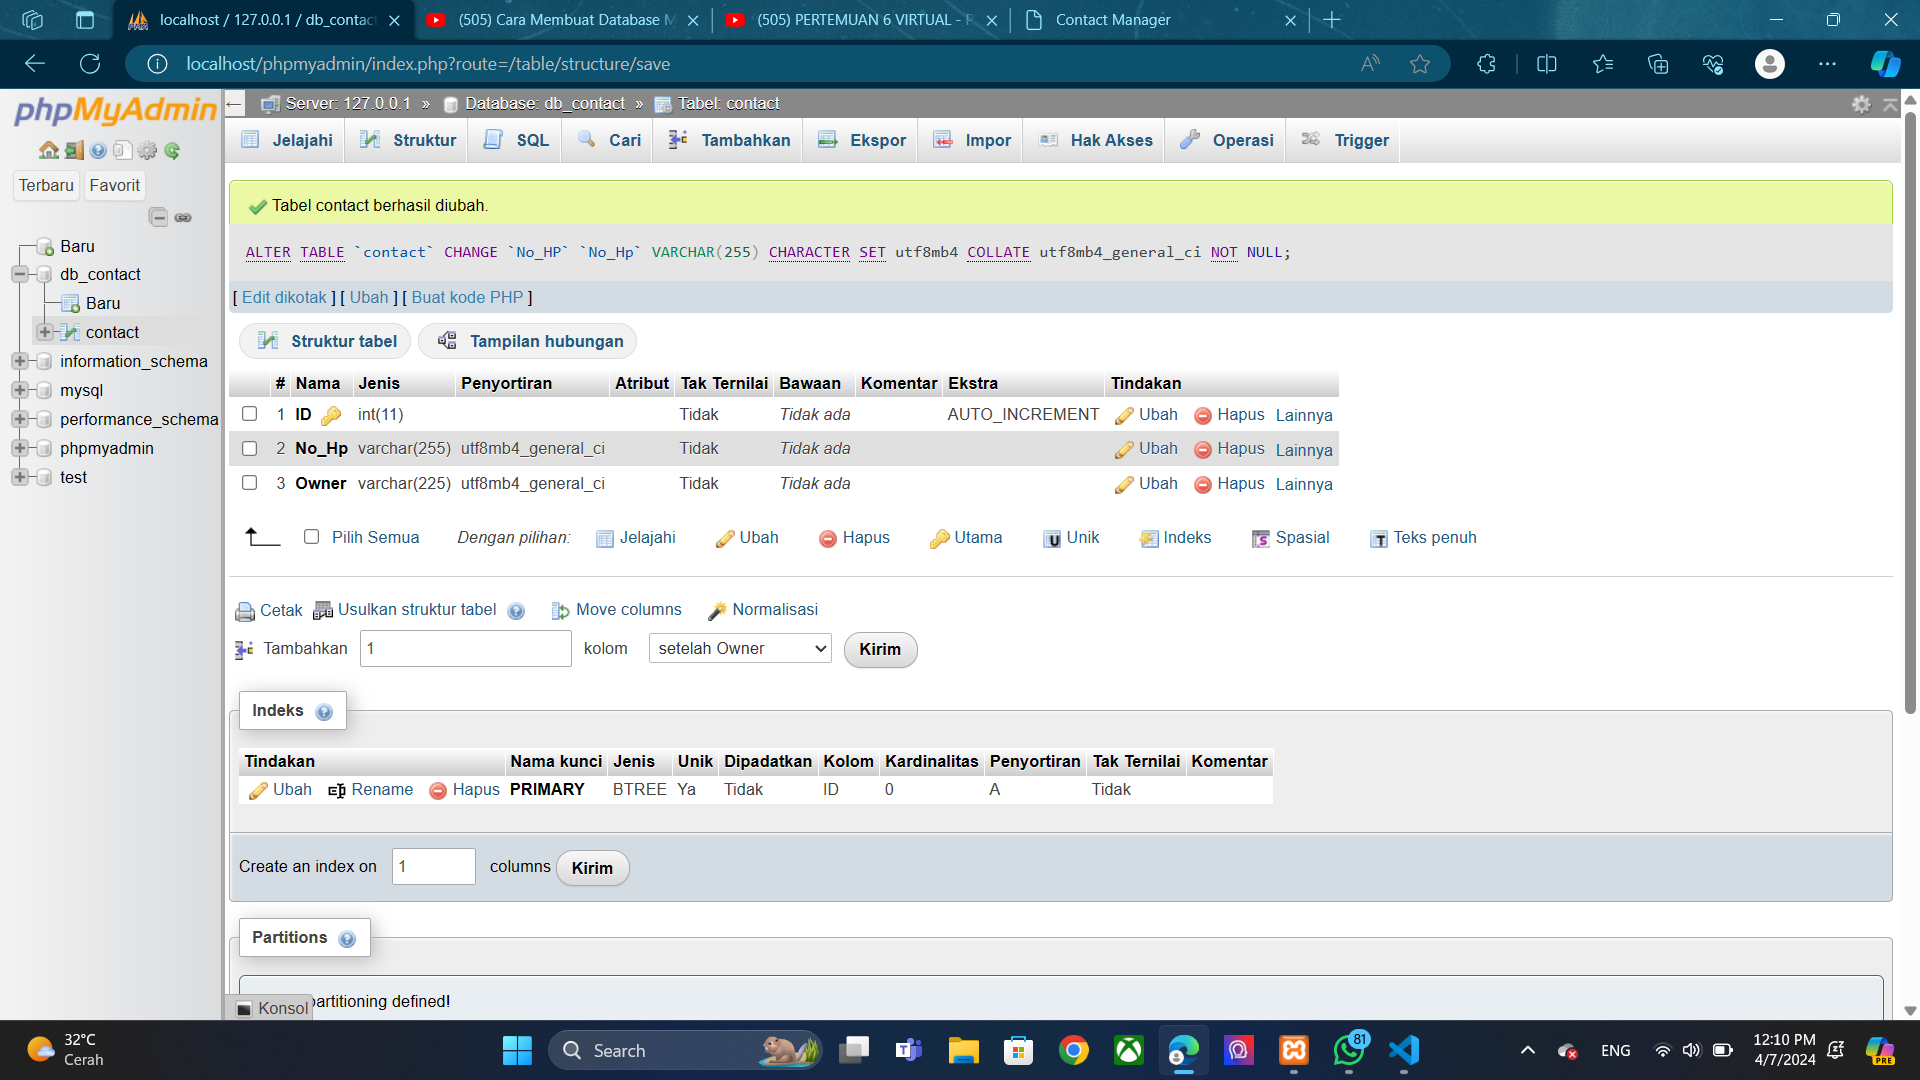 localhost / 127.0.0.1 / db_contac
(505) Cara Membuat Database M
(505) PERTEMUAN 6 VIRTUAL - F
Contact Manager
localhost/phpmyadmin/index.php?route=/table/structure/save
phpMyAdmin
Terbaru
Favorit
Baru
db_contact
Baru
contact
information_schema
mysql
performance_schema
phpmyadmin
test
Server: 127.0.0.1 » Database: db_contact » Tabel: contact
Jelajahi Struktur SQL Cari Tambahkan Ekspor Impor Hak Akses Operasi Trigger
Tabel contact berhasil diubah.
ALTER TABLE `contact` CHANGE `No_HP` `No_Hp` VARCHAR(255) CHARACTER SET utf8mb4 COLLATE utf8mb4_general_ci NOT NULL;
[ Edit dikotak ] [ Ubah ] [ Buat kode PHP ]
Struktur tabel Tampilan hubungan
# Nama Jenis Penyortiran Atribut Tak Ternilai Bawaan Komentar Ekstra Tindakan
1 ID int(11) Tidak Tidak ada AUTO_INCREMENT Ubah Hapus Lainnya
2 No_Hp varchar(255) utf8mb4_general_ci Tidak Tidak ada Ubah Hapus Lainnya
3 Owner varchar(225) utf8mb4_general_ci Tidak Tidak ada Ubah Hapus Lainnya
Pilih Semua Dengan pilihan: Jelajahi Ubah Hapus Utama Unik Indeks Spasial Teks penuh
Cetak Usulkan struktur tabel Move columns Normalisasi
Tambahkan 1 kolom setelah Owner Kirim
Indeks
Tindakan Nama kunci Jenis Unik Dipadatkan Kolom Kardinalitas Penyortiran Tak Ternilai Komentar
Ubah Rename Hapus PRIMARY BTREE Ya Tidak ID 0 A Tidak
Create an index on 1 columns Kirim
Partitions
partitioning defined!
Konsol
32°C
Cerah
Search
81
ENG
12:10 PM
4/7/2024
PRE